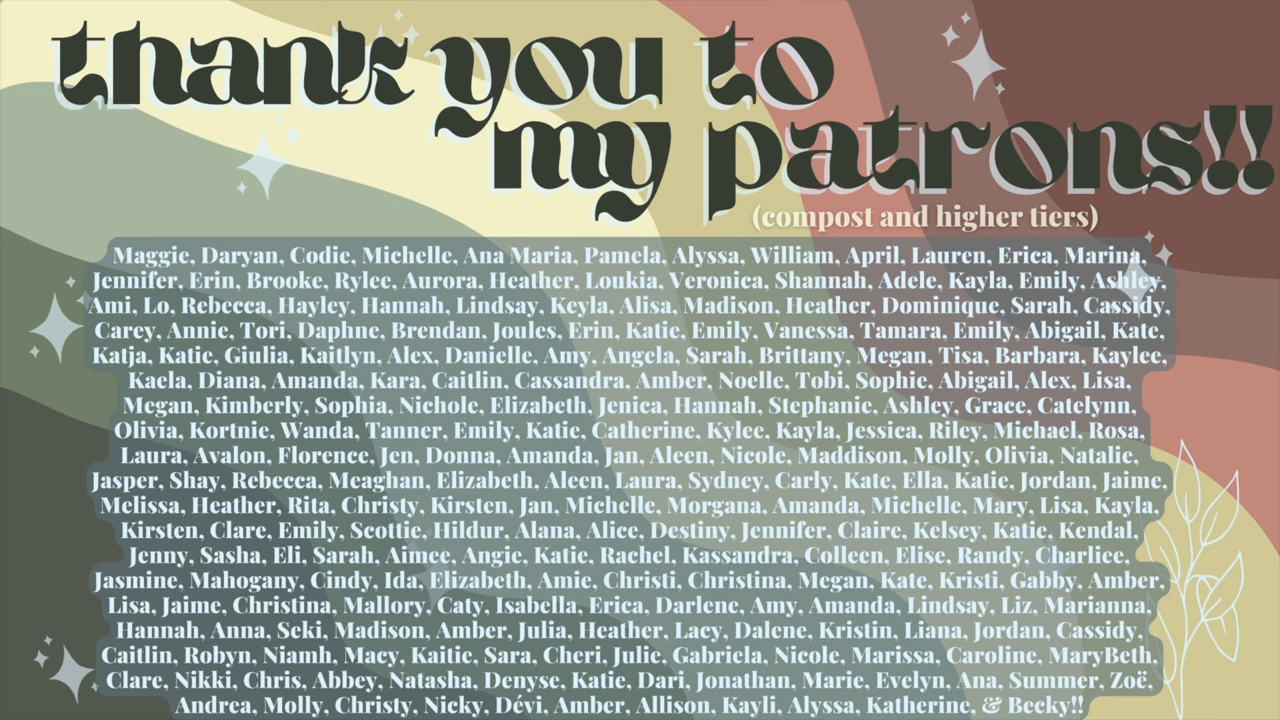 thank you to
my patrons!!
(compost and higher tiers)
Maggie, Daryan, Codie, Michelle, Ana Maria, Pamela, Alyssa, William, April, Lauren, Erica, Marina,
Jennifer, Erin, Brooke, Rylee, Aurora, Heather, Loukia, Veronica, Shannah, Adele, Kayla, Emily, Ashley,
Ami, Lo, Rebecca, Hayley, Hannah, Lindsay, Keyla, Alisa, Madison, Heather, Dominique, Sarah, Cassidy,
Carey, Annie, Tori, Daphne, Brendan, Joules, Erin, Katie, Emily, Vanessa, Tamara, Emily, Abigail, Kate,
Katja, Katie, Giulia, Kaitlyn, Alex, Danielle, Amy, Angela, Sarah, Brittany, Megan, Tisa, Barbara, Kaylee,
Kaela, Diana, Amanda, Kara, Caitlin, Cassandra, Amber, Noelle, Tobi, Sophie, Abigail, Alex, Lisa,
Megan, Kimberly, Sophia, Nichole, Elizabeth, Jenica, Hannah, Stephanie, Ashley, Grace, Catelynn,
Olivia, Kortnie, Wanda, Tanner, Emily, Katie, Catherine, Kylee, Kayla, Jessica, Riley, Michael, Rosa,
Laura, Avalon, Florence, Jen, Donna, Amanda, Jan, Aleen, Nicole, Maddison, Molly, Olivia, Natalie,
Jasper, Shay, Rebecca, Meaghan, Elizabeth, Aleen, Laura, Sydney, Carly, Kate, Ella, Katie, Jordan, Jaime,
Melissa, Heather, Rita, Christy, Kirsten, Jan, Michelle, Morgana, Amanda, Michelle, Mary, Lisa, Kayla,
Kirsten, Clare, Emily, Scottie, Hildur, Alana, Alice, Destiny, Jennifer, Claire, Kelsey, Katie, Kendal,
Jenny, Sasha, Eli, Sarah, Aimee, Angie, Katie, Rachel, Kassandra, Colleen, Elise, Randy, Charlice,
Jasmine, Mahogany, Cindy, Ida, Elizabeth, Amie, Christi, Christina, Megan, Kate, Kristi, Gabby, Amber,
Lisa, Jaime, Christina, Mallory, Caty, Isabella, Erica, Darlene, Amy, Amanda, Lindsay, Liz, Marianna,
Hannah, Anna, Seki, Madison, Amber, Julia, Heather, Lacy, Dalene, Kristin, Liana, Jordan, Cassidy,
Caitlin, Robyn, Niamh, Macy, Kaitie, Sara, Cheri, Julie, Gabriela, Nicole, Marissa, Caroline, MaryBeth,
Clare, Nikki, Chris, Abbey, Natasha, Denyse, Katie, Dari, Jonathan, Marie, Evelyn, Ana, Summer, Zoë,
Andrea, Molly, Christy, Nicky, Dévi, Amber, Allison, Kayli, Alyssa, Katherine, & Becky!!